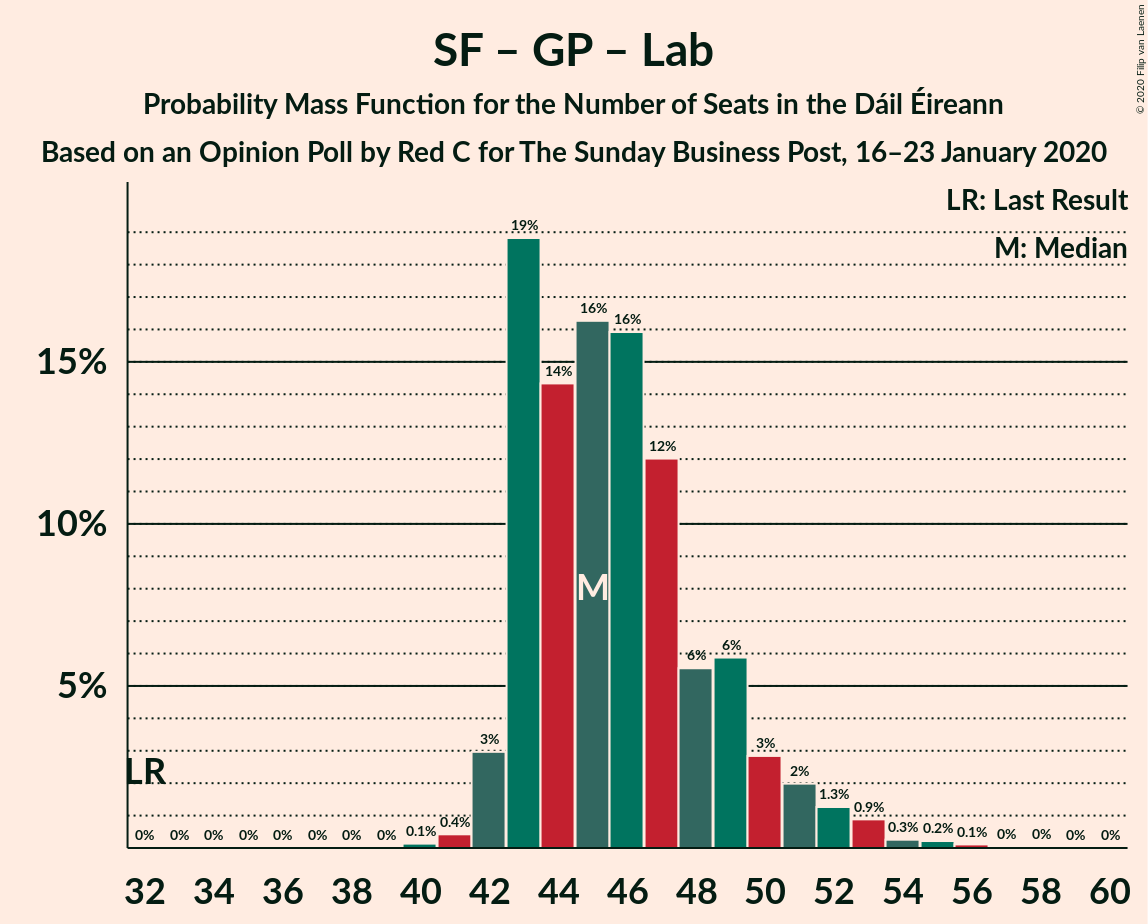 SF – GP – Lab
Probability Mass Function for the Number of Seats in the Dáil Éireann
Based on an Opinion Poll by Red C for The Sunday Business Post, 16–23 January 2020
© 2020 Filip van Laenen
LR: Last Result
M: Median
15%
10%
5%
LR
M
0% 0% 0% 0% 0% 0% 0% 0% 0.1% 0.4% 3% 19% 14% 16% 16% 12% 6% 6% 3% 2% 1.3% 0.9% 0.3% 0.2% 0.1% 0% 0% 0% 0%
32 34 36 38 40 42 44 46 48 50 52 54 56 58 60